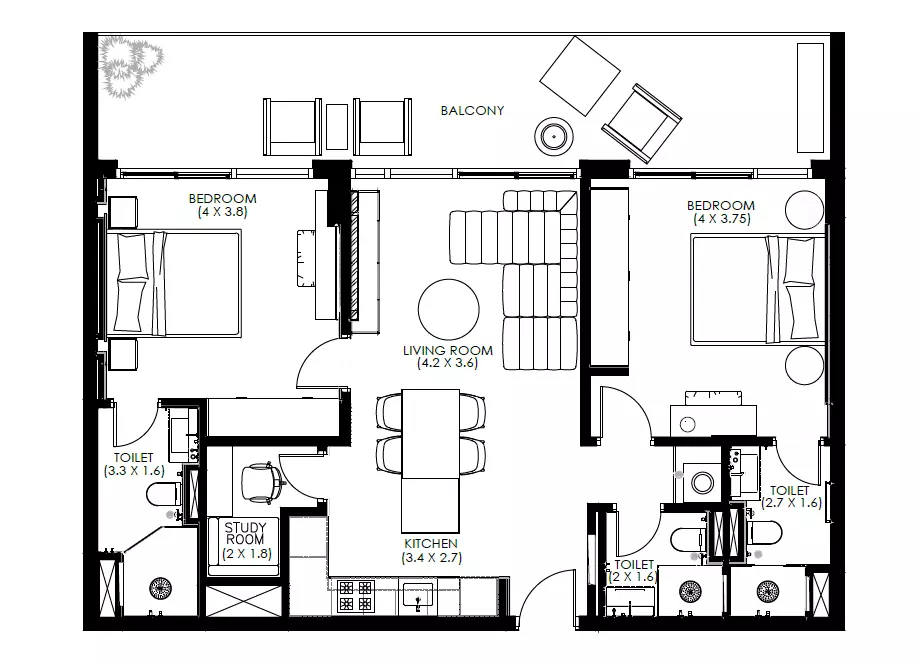 BALCONY
BEDROOM
(4 X 3.8)
BEDROOM
(4 X 3.75)
LIVING ROOM
(4.2 X 3.6)
TOILET
(3.3 X 1.6)
STUDY
ROOM
(2 X 1.8)
KITCHEN
(3.4 X 2.7)
TOILET
(2 X 1.6)
TOILET
(2.7 X 1.6)